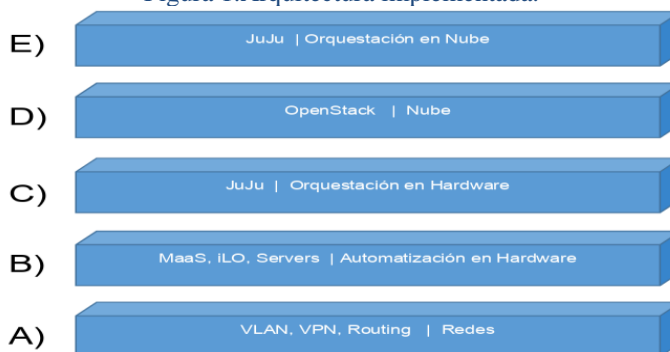 Figura 1.Arquitectura implementada.
E) JuJu | Orquestación en Nube
D) OpenStack | Nube
C) JuJu | Orquestación en Hardware
B) MaaS, iLO, Servers | Automatización en Hardware
A) VLAN, VPN, Routing | Redes